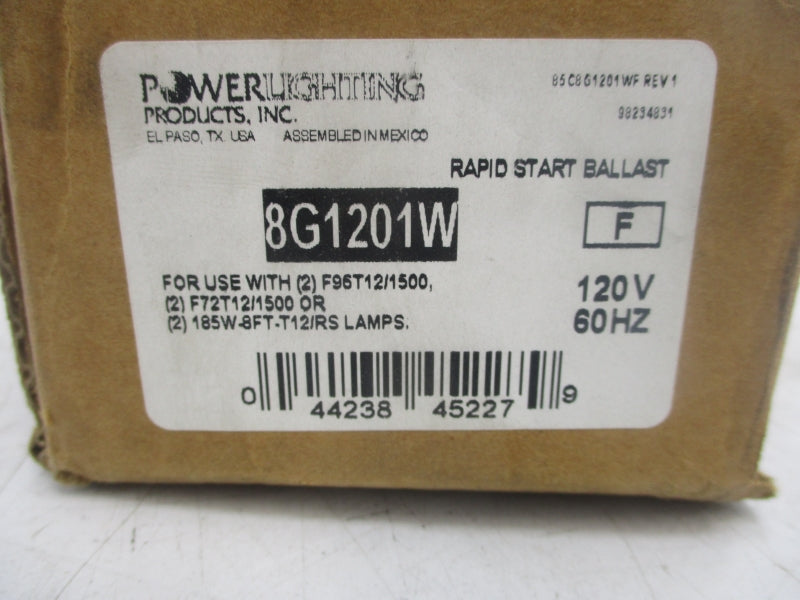 POWERLIGHTING
PRODUCTS, INC.
EL PASO, TX. USA ASSEMBLED IN MEXICO
85C8G1201WF REV 1
98234831
RAPID START BALLAST
8G1201W
F
FOR USE WITH (2) F96T12/1500,
(2) F72T12/1500 OR
(2) 185W-8FT-T12/RS LAMPS.
120V
60HZ
0 44238 45227 9